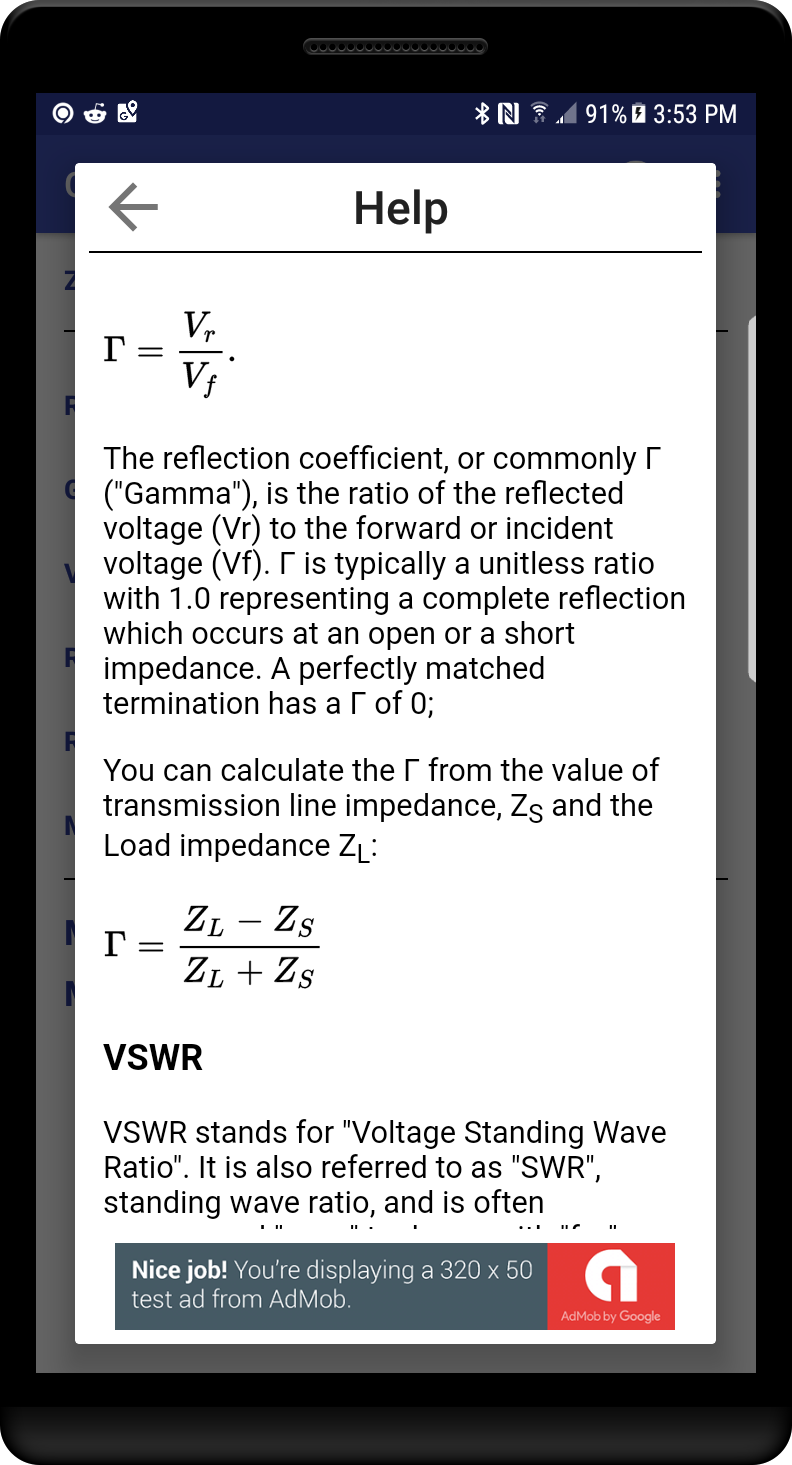 91% 3:53 PM
Help
Γ = V_r / V_f .
The reflection coefficient, or commonly Γ
("Gamma"), is the ratio of the reflected
voltage (Vr) to the forward or incident
voltage (Vf). Γ is typically a unitless ratio
with 1.0 representing a complete reflection
which occurs at an open or a short
impedance. A perfectly matched
termination has a Γ of 0;
You can calculate the Γ from the value of
transmission line impedance, Z_S and the
Load impedance Z_L:
Γ = (Z_L − Z_S) / (Z_L + Z_S)
VSWR
VSWR stands for "Voltage Standing Wave
Ratio". It is also referred to as "SWR",
standing wave ratio, and is often
Nice job! You're displaying a 320 x 50
test ad from AdMob.
AdMob by Google